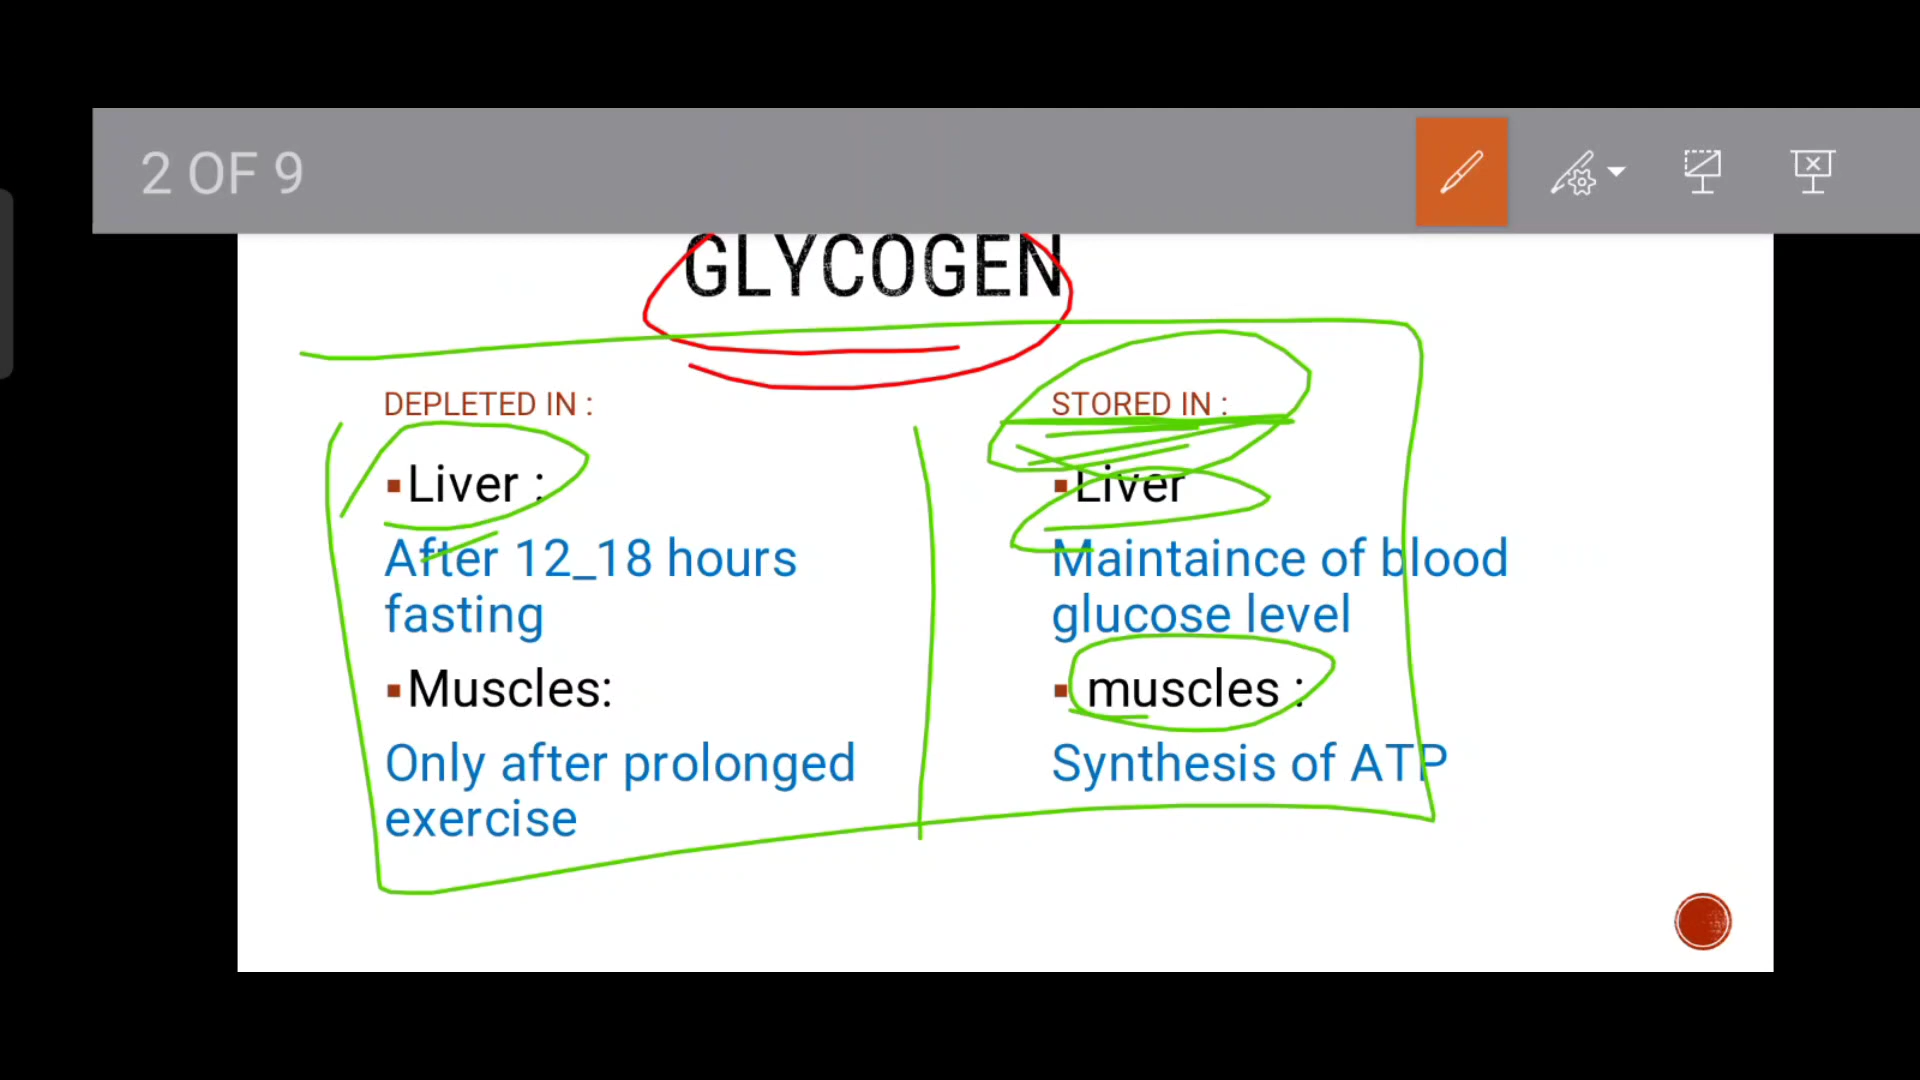 2 OF 9
GLYCOGEN
DEPLETED IN :
▪Liver :
After 12_18 hours
fasting
▪Muscles:
Only after prolonged
exercise
STORED IN :
▪Liver
Maintaince of blood
glucose level
▪ muscles :
Synthesis of ATP